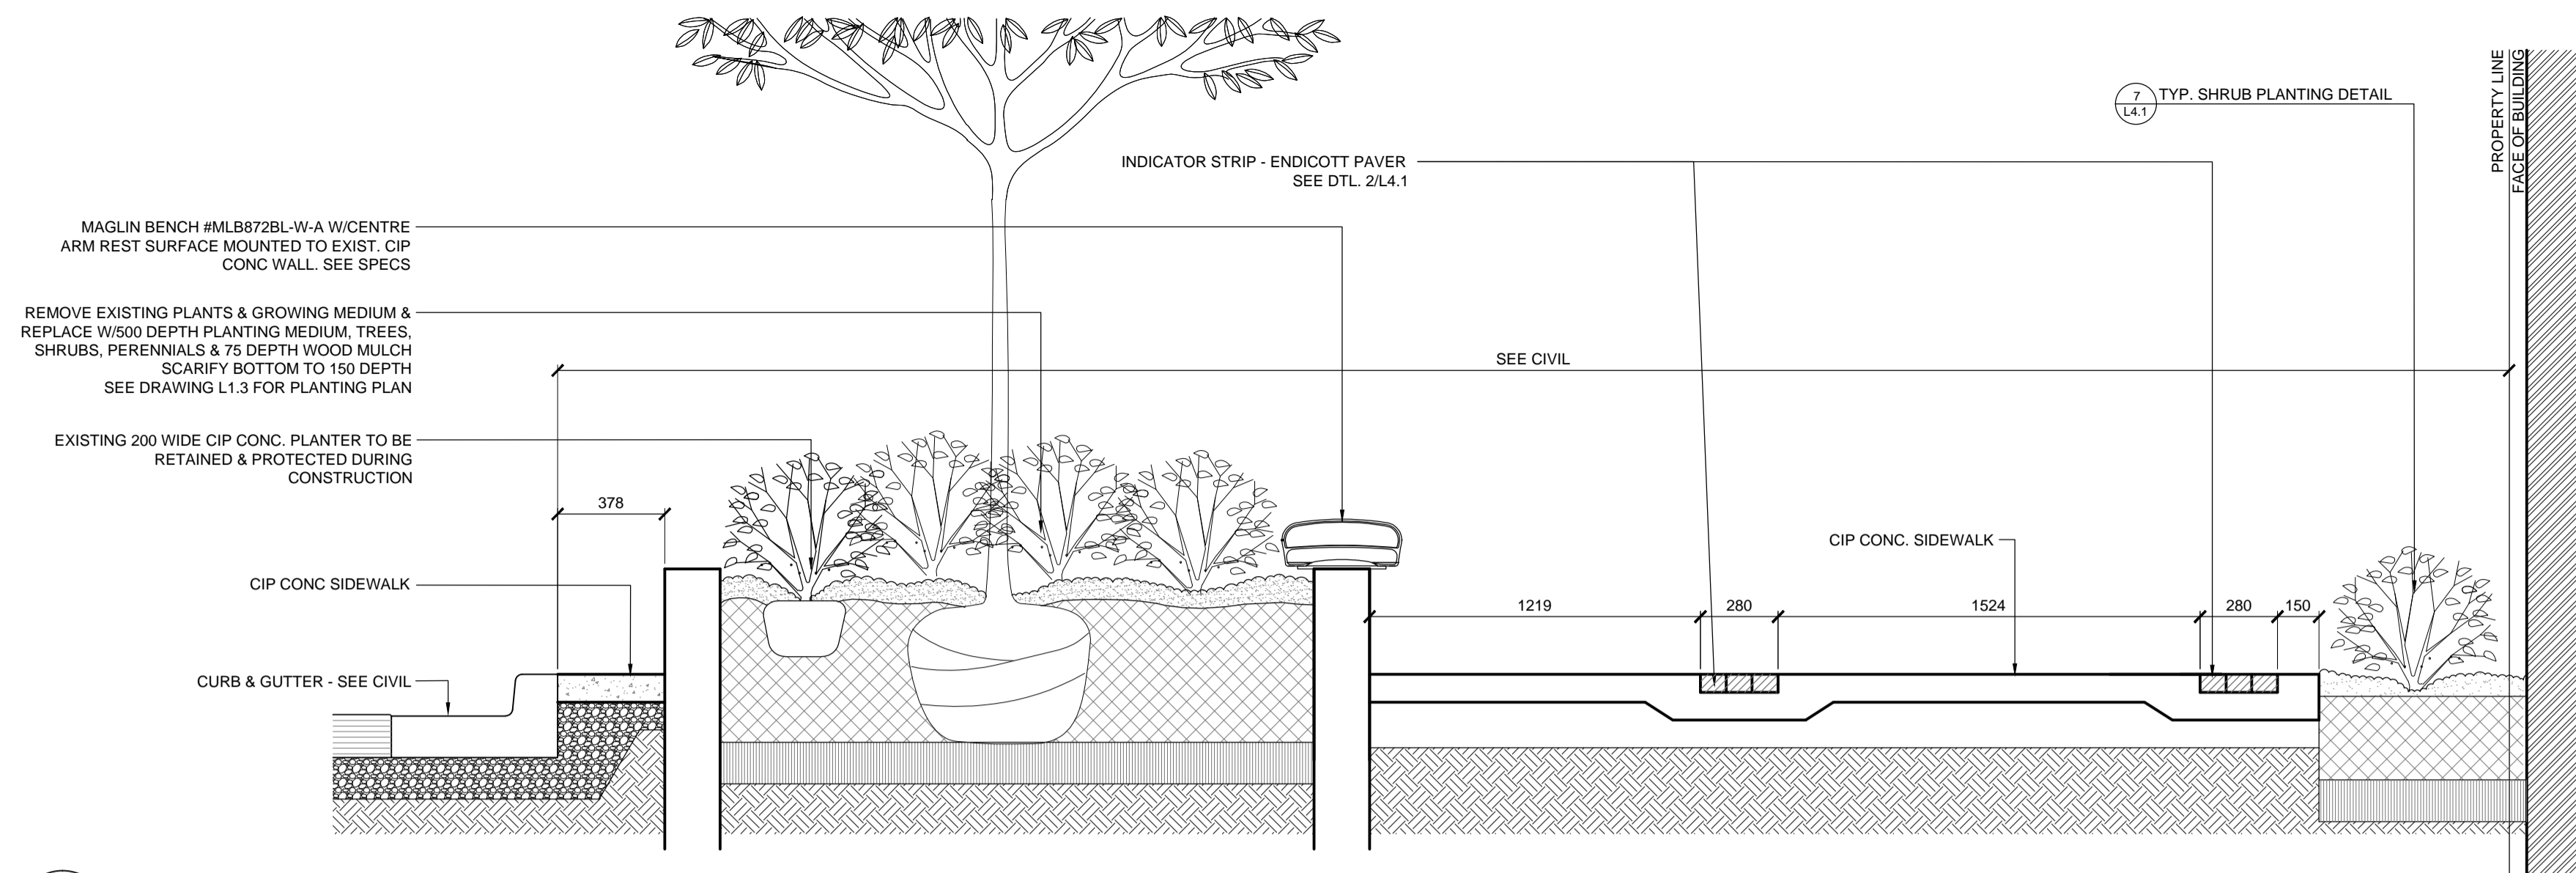 PROPERTY LINE
FACE OF BUILDING
7
L4.1
TYP. SHRUB PLANTING DETAIL
INDICATOR STRIP - ENDICOTT PAVER
SEE DTL. 2/L4.1
MAGLIN BENCH #MLB872BL-W-A W/CENTRE
ARM REST SURFACE MOUNTED TO EXIST. CIP
CONC WALL. SEE SPECS
REMOVE EXISTING PLANTS & GROWING MEDIUM &
REPLACE W/500 DEPTH PLANTING MEDIUM, TREES,
SHRUBS, PERENNIALS & 75 DEPTH WOOD MULCH
SCARIFY BOTTOM TO 150 DEPTH
SEE DRAWING L1.3 FOR PLANTING PLAN
SEE CIVIL
EXISTING 200 WIDE CIP CONC. PLANTER TO BE
RETAINED & PROTECTED DURING
CONSTRUCTION
378
CIP CONC. SIDEWALK
CIP CONC SIDEWALK
1219
280
1524
280
150
CURB & GUTTER - SEE CIVIL